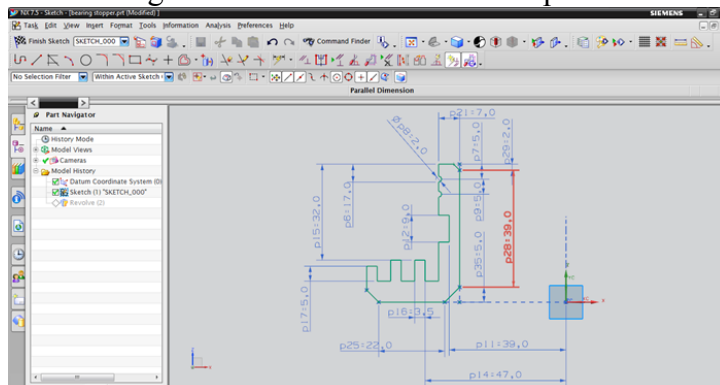 NX 7.5 - Sketch - [bearing stopper.prt (Modified) ]
SIEMENS
Task Edit View Insert Format Tools Information Analysis Preferences Help
Finish Sketch SKETCH_000
Command Finder
No Selection Filter Within Active Sketch
Parallel Dimension
Part Navigator
Name
History Mode
Model Views
Cameras
Model History
Datum Coordinate System (0)
Sketch (1) "SKETCH_000"
Revolve (2)
p21=7,0
Øp8=2,0
p7=5,0
p29=2,0
p6=17,0
p15=32,0
p12=9,0
p9=5,0
p28=39,0
p35=5,0
p17=5,0
p16=3,5
p25=22,0
p11=39,0
p14=47,0